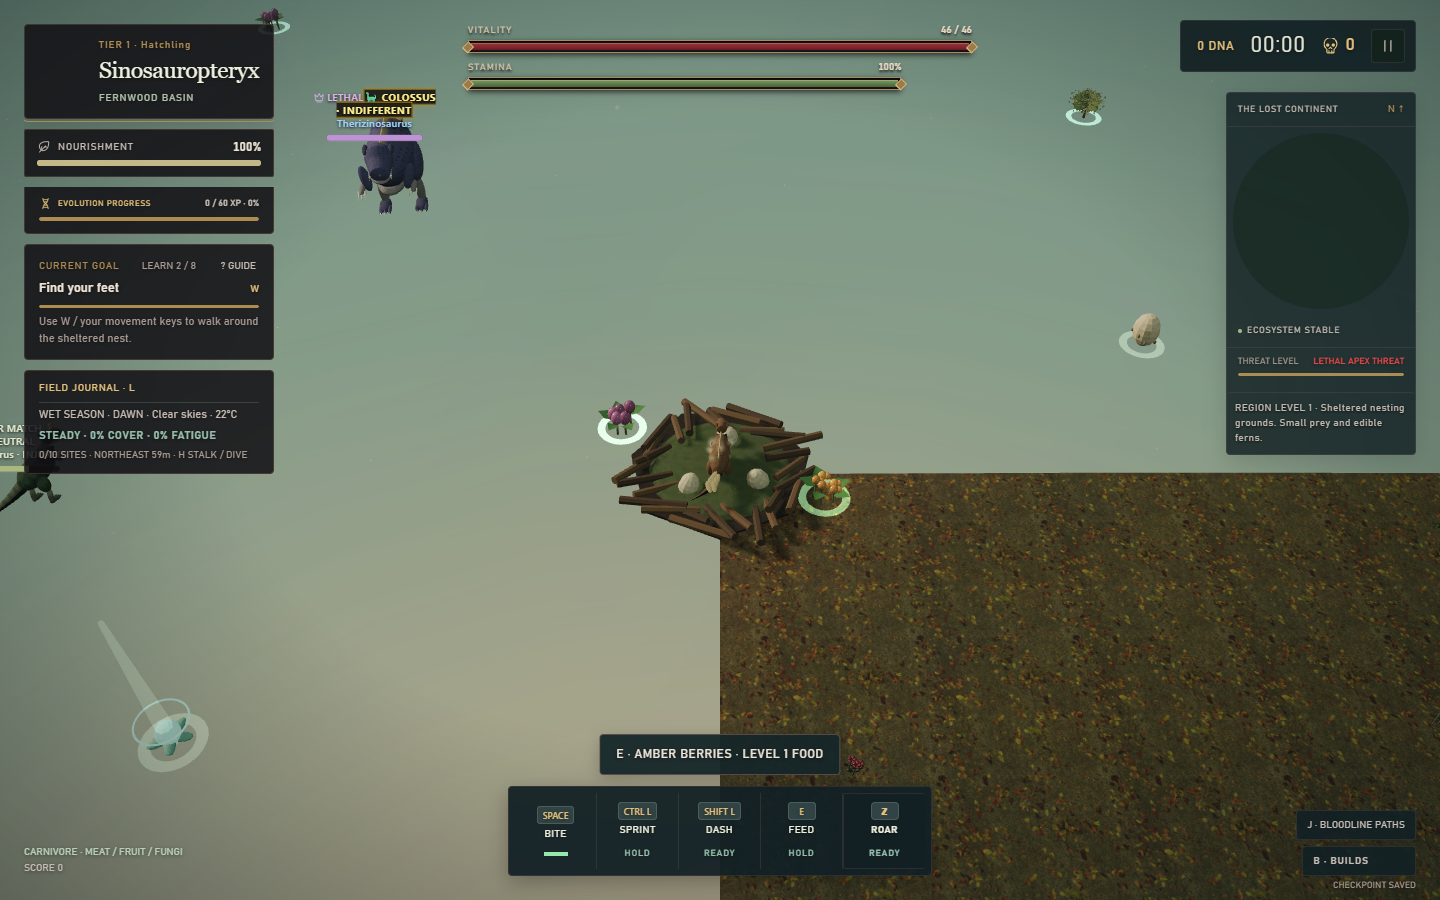 TIER 1 · Hatchling
Sinosauropteryx
FERNWOOD BASIN
NOURISHMENT 100%
EVOLUTION PROGRESS 0 / 60 XP · 0%
CURRENT GOAL LEARN 2 / 8 ? GUIDE
Find your feet W
Use W / your movement keys to walk around
the sheltered nest.
FIELD JOURNAL · L
WET SEASON · DAWN · Clear skies · 22°C
STEADY · 0% COVER · 0% FATIGUE
0/10 SITES · NORTHEAST 59m · H STALK / DIVE
VITALITY 46 / 46
STAMINA 100%
LETHAL COLOSSUS
· INDIFFERENT
Therizinosaurus
0 DNA 00:00 0
THE LOST CONTINENT N ↑
ECOSYSTEM STABLE
THREAT LEVEL LETHAL APEX THREAT
REGION LEVEL 1 · Sheltered nesting
grounds. Small prey and edible
ferns.
E · AMBER BERRIES · LEVEL 1 FOOD
SPACE CTRL L SHIFT L E Z
BITE SPRINT DASH FEED ROAR
HOLD READY HOLD READY
J · BLOODLINE PATHS
B · BUILDS
CHECKPOINT SAVED
CARNIVORE · MEAT / FRUIT / FUNGI
SCORE 0